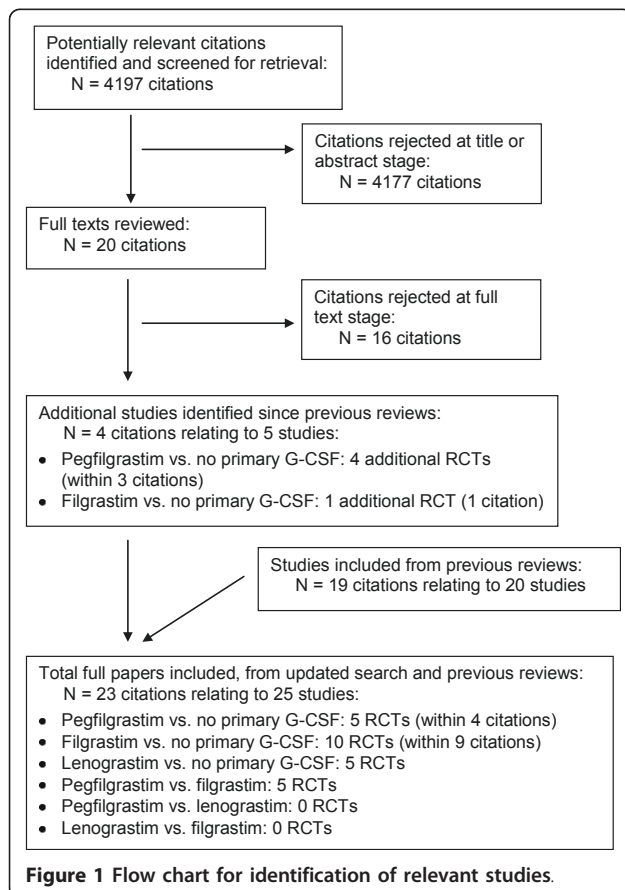 Potentially relevant citations
identified and screened for retrieval:
N = 4197 citations
Citations rejected at title or
abstract stage:
N = 4177 citations
Full texts reviewed:
N = 20 citations
Citations rejected at full
text stage:
N = 16 citations
Additional studies identified since previous reviews:
N = 4 citations relating to 5 studies:
• Pegfilgrastim vs. no primary G-CSF: 4 additional RCTs
(within 3 citations)
• Filgrastim vs. no primary G-CSF: 1 additional RCT (1 citation)
Studies included from previous reviews:
N = 19 citations relating to 20 studies
Total full papers included, from updated search and previous reviews:
N = 23 citations relating to 25 studies:
• Pegfilgrastim vs. no primary G-CSF: 5 RCTs (within 4 citations)
• Filgrastim vs. no primary G-CSF: 10 RCTs (within 9 citations)
• Lenograstim vs. no primary G-CSF: 5 RCTs
• Pegfilgrastim vs. filgrastim: 5 RCTs
• Pegfilgrastim vs. lenograstim: 0 RCTs
• Lenograstim vs. filgrastim: 0 RCTs
Figure 1 Flow chart for identification of relevant studies.